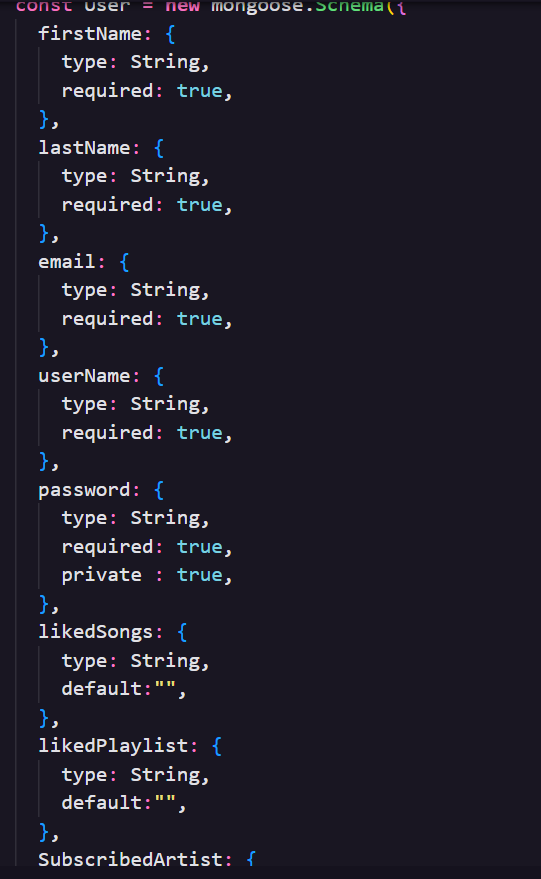 const User = new mongoose.Schema({
firstName: {
type: String,
required: true,
},
lastName: {
type: String,
required: true,
},
email: {
type: String,
required: true,
},
userName: {
type: String,
required: true,
},
password: {
type: String,
required: true,
private : true,
},
likedSongs: {
type: String,
default:"",
},
likedPlaylist: {
type: String,
default:"",
},
SubscribedArtist: {